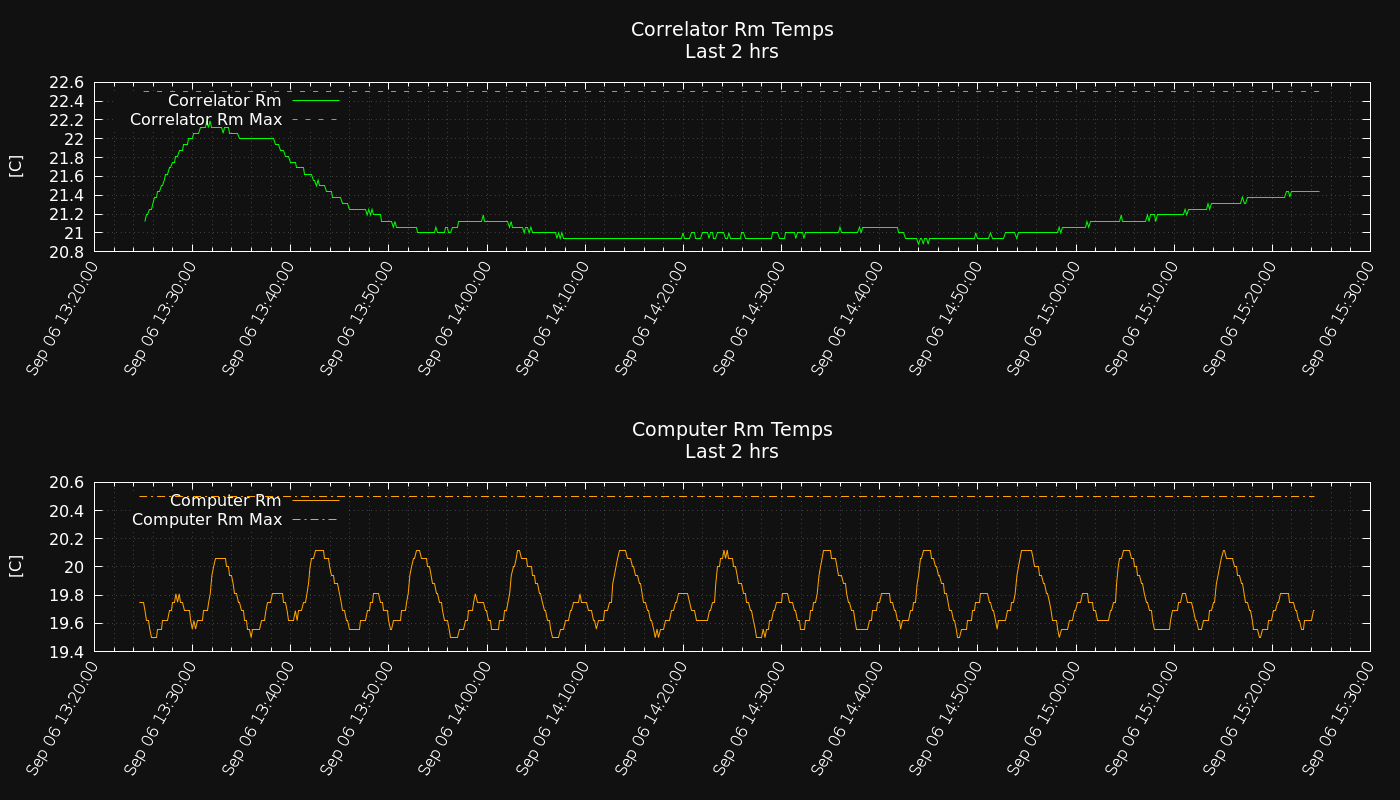 Correlator Rm Temps
Last 2 hrs
[C]
22.6
22.4
22.2
22
21.8
21.6
21.4
21.2
21
20.8
Correlator Rm
Correlator Rm Max
Sep 06 13:20:00
Sep 06 13:30:00
Sep 06 13:40:00
Sep 06 13:50:00
Sep 06 14:00:00
Sep 06 14:10:00
Sep 06 14:20:00
Sep 06 14:30:00
Sep 06 14:40:00
Sep 06 14:50:00
Sep 06 15:00:00
Sep 06 15:10:00
Sep 06 15:20:00
Sep 06 15:30:00
Computer Rm Temps
Last 2 hrs
[C]
20.6
20.4
20.2
20
19.8
19.6
19.4
Computer Rm
Computer Rm Max
Sep 06 13:20:00
Sep 06 13:30:00
Sep 06 13:40:00
Sep 06 13:50:00
Sep 06 14:00:00
Sep 06 14:10:00
Sep 06 14:20:00
Sep 06 14:30:00
Sep 06 14:40:00
Sep 06 14:50:00
Sep 06 15:00:00
Sep 06 15:10:00
Sep 06 15:20:00
Sep 06 15:30:00